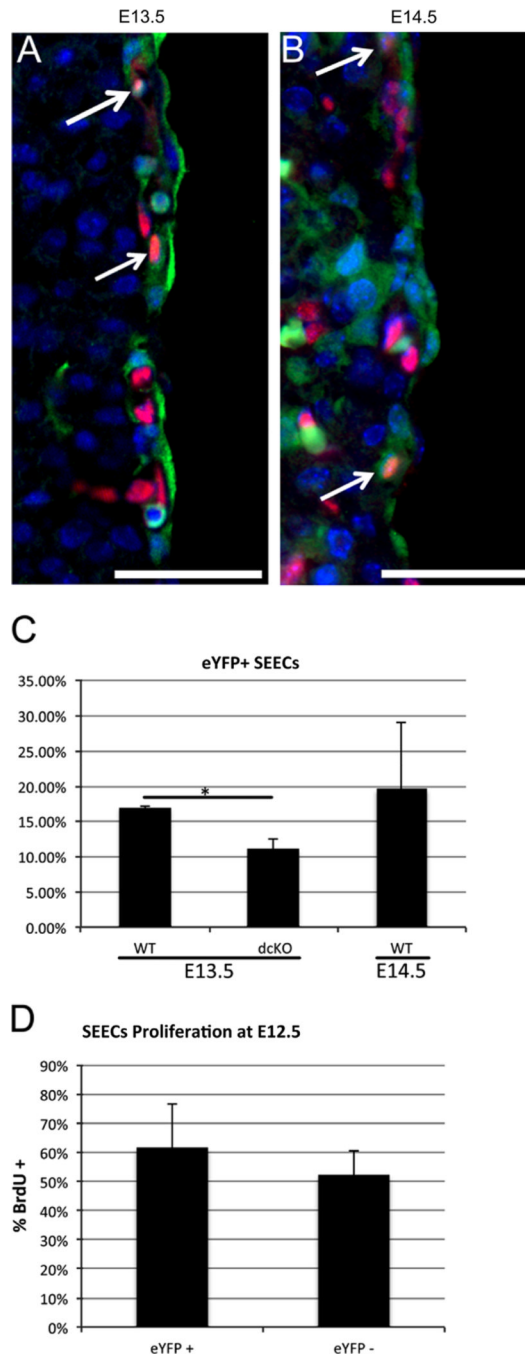 E13.5 E14.5
A B
C
eYFP+ SEECs
35.00%
30.00%
25.00%
20.00%
15.00%
10.00%
5.00%
0.00%
*
WT dcKO WT
E13.5 E14.5
D
SEECs Proliferation at E12.5
90%
80%
70%
60%
50%
40%
30%
20%
10%
0%
% BrdU +
eYFP + eYFP -